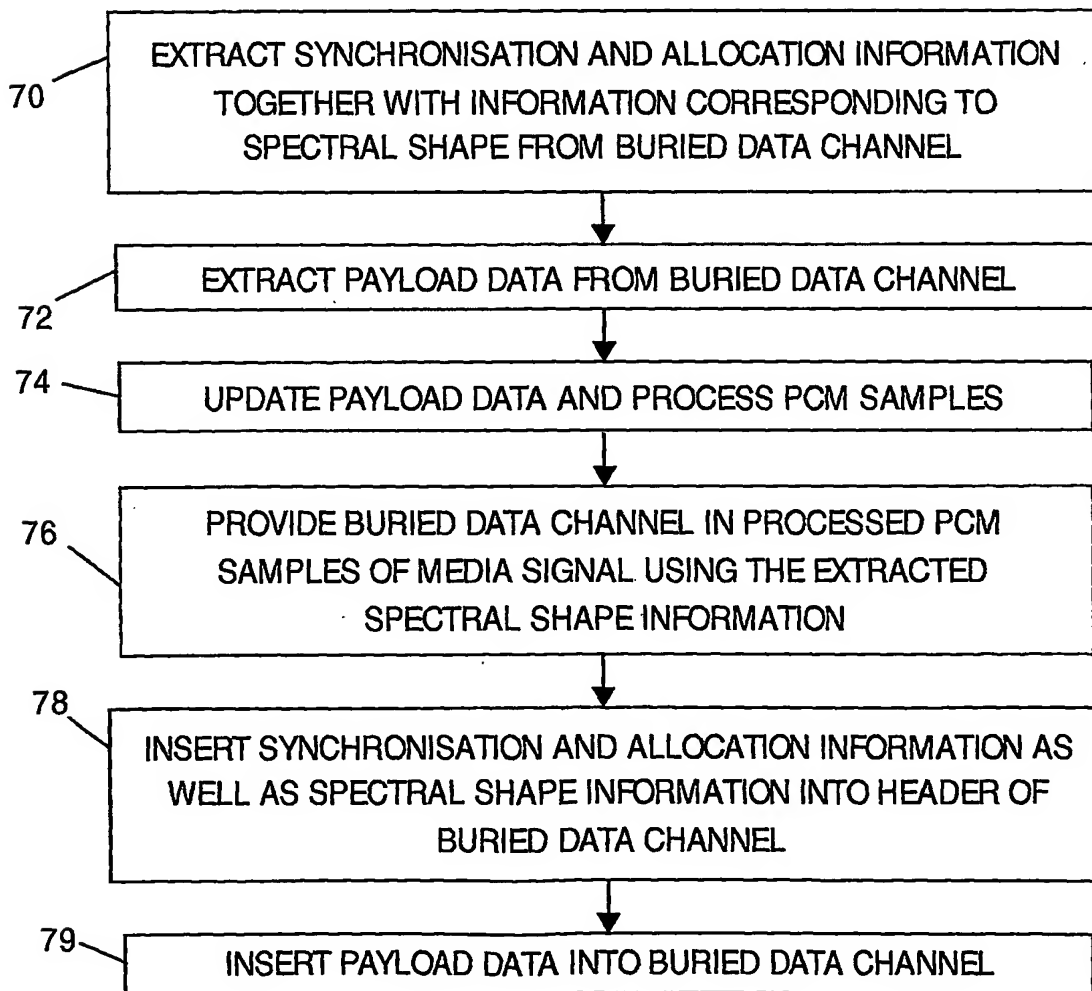 70
EXTRACT SYNCHRONISATION AND ALLOCATION INFORMATION
TOGETHER WITH INFORMATION CORRESPONDING TO
SPECTRAL SHAPE FROM BURIED DATA CHANNEL
72
EXTRACT PAYLOAD DATA FROM BURIED DATA CHANNEL
74
UPDATE PAYLOAD DATA AND PROCESS PCM SAMPLES
76
PROVIDE BURIED DATA CHANNEL IN PROCESSED PCM
SAMPLES OF MEDIA SIGNAL USING THE EXTRACTED
SPECTRAL SHAPE INFORMATION
78
INSERT SYNCHRONISATION AND ALLOCATION INFORMATION AS
WELL AS SPECTRAL SHAPE INFORMATION INTO HEADER OF
BURIED DATA CHANNEL
79
INSERT PAYLOAD DATA INTO BURIED DATA CHANNEL